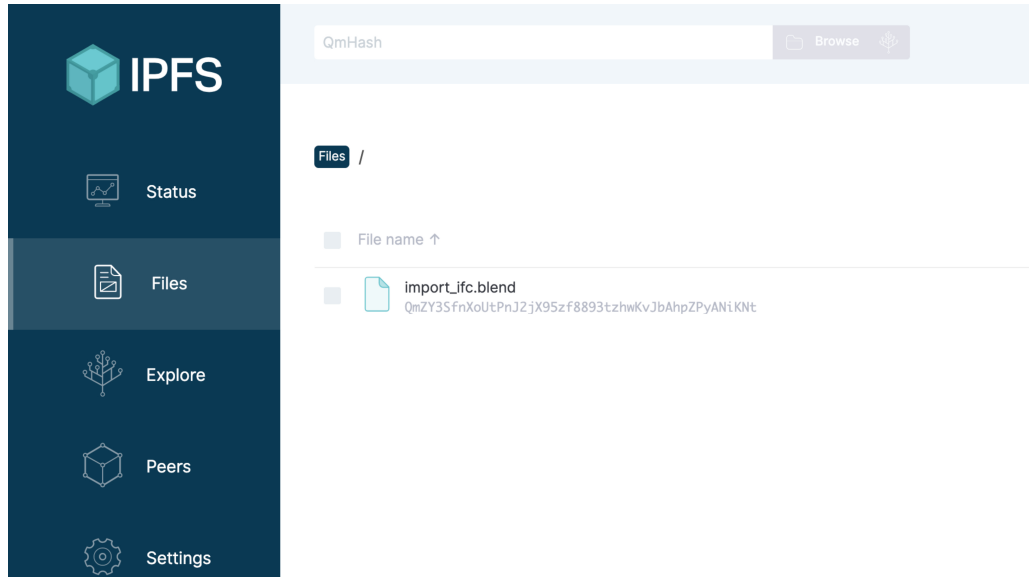 IPFS
QmHash
Browse
Status
Files
Explore
Peers
Settings
Files /
File name ↑
import_ifc.blend
QmZY3SfnXoUtPnJ2jX95zf8893tzhwKvJbAhpZPyANiKNt